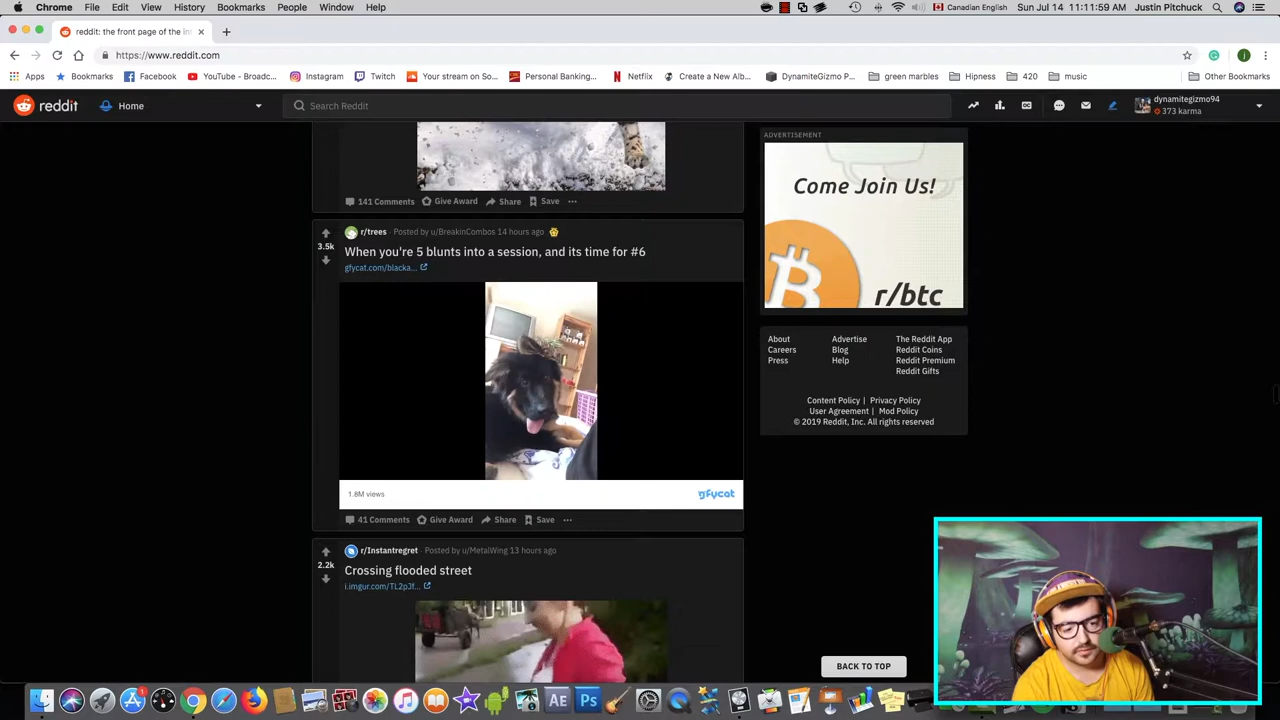 Chrome File Edit View History Bookmarks People Window Help Canadian English Sun Jul 14 11:11:59 AM Justin Pitchuck
reddit: the front page of the in
https://www.reddit.com
Apps Bookmarks Facebook YouTube - Broadc... Instagram Twitch Your stream on So... Personal Banking... Netflix Create a New Alb... DynamiteGizmo P... green marbles Hipness 420 music Other Bookmarks
reddit Home Search Reddit dynamitegizmo94
373 karma
ADVERTISEMENT
Come Join Us!
r/btc
141 Comments Give Award Share Save
r/trees · Posted by u/BreakinCombos 14 hours ago
3.5k
When you're 5 blunts into a session, and its time for #6
gfycat.com/blacka...
1.8M views gfycat
41 Comments Give Award Share Save
About Advertise The Reddit App
Careers Blog Reddit Coins
Press Help Reddit Premium
Reddit Gifts
Content Policy | Privacy Policy
User Agreement | Mod Policy
© 2019 Reddit, Inc. All rights reserved
r/Instantregret · Posted by u/MetalWing 13 hours ago
2.2k
Crossing flooded street
i.imgur.com/TL2pJf...
BACK TO TOP
1
AE Ps